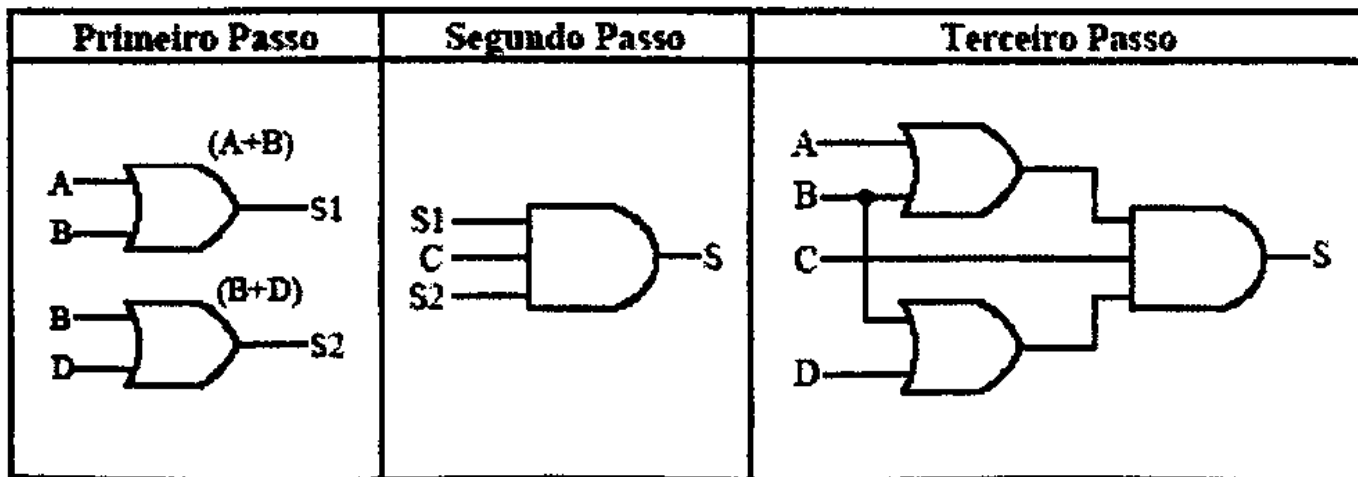 Primeiro Passo
Segundo Passo
Terceiro Passo
(A+B)
A
B
S1
(B+D)
B
D
S2
S1
C
S2
S
A
B
C
D
S